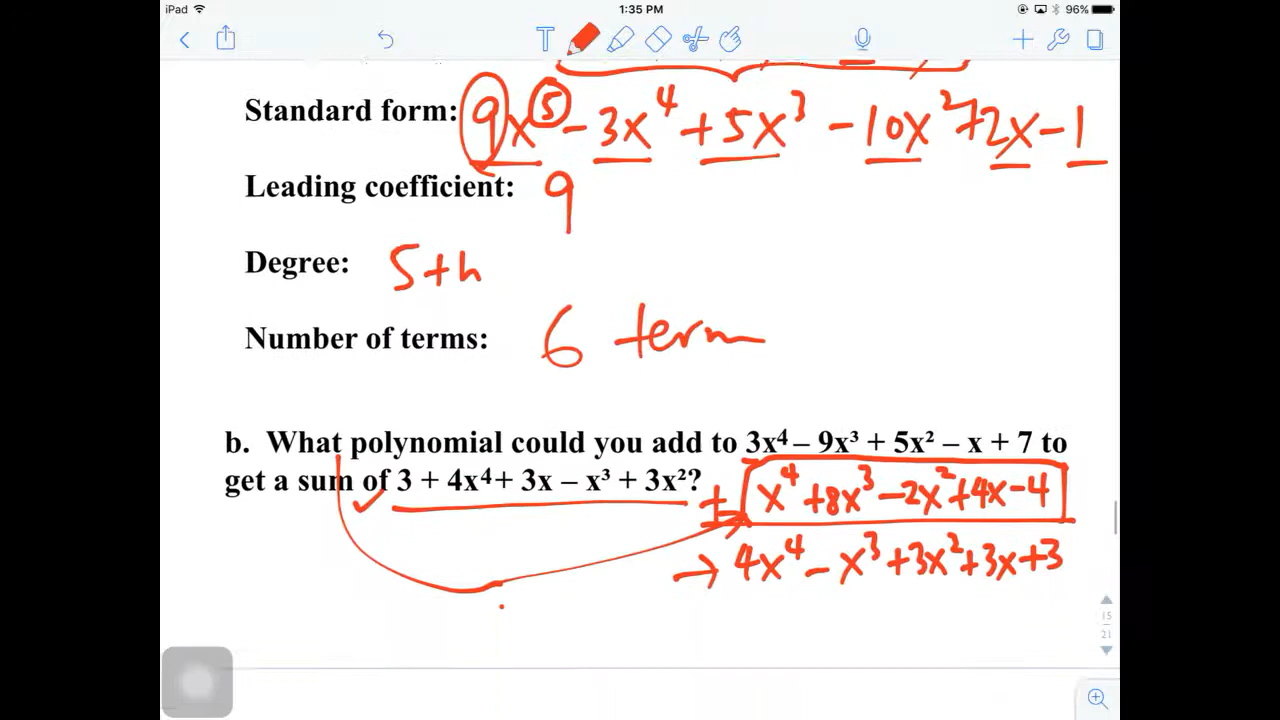 iPad 1:35 PM 96%
T
Standard form: 9x⁵ - 3x⁴ + 5x³ - 10x² + 2x - 1
Leading coefficient: 9
Degree: 5th
Number of terms: 6 term
b. What polynomial could you add to 3x⁴ – 9x³ + 5x² – x + 7 to
get a sum of 3 + 4x⁴ + 3x – x³ + 3x²?
+ x⁴ + 8x³ - 2x² + 4x - 4
→ 4x⁴ - x³ + 3x² + 3x + 3
15
21